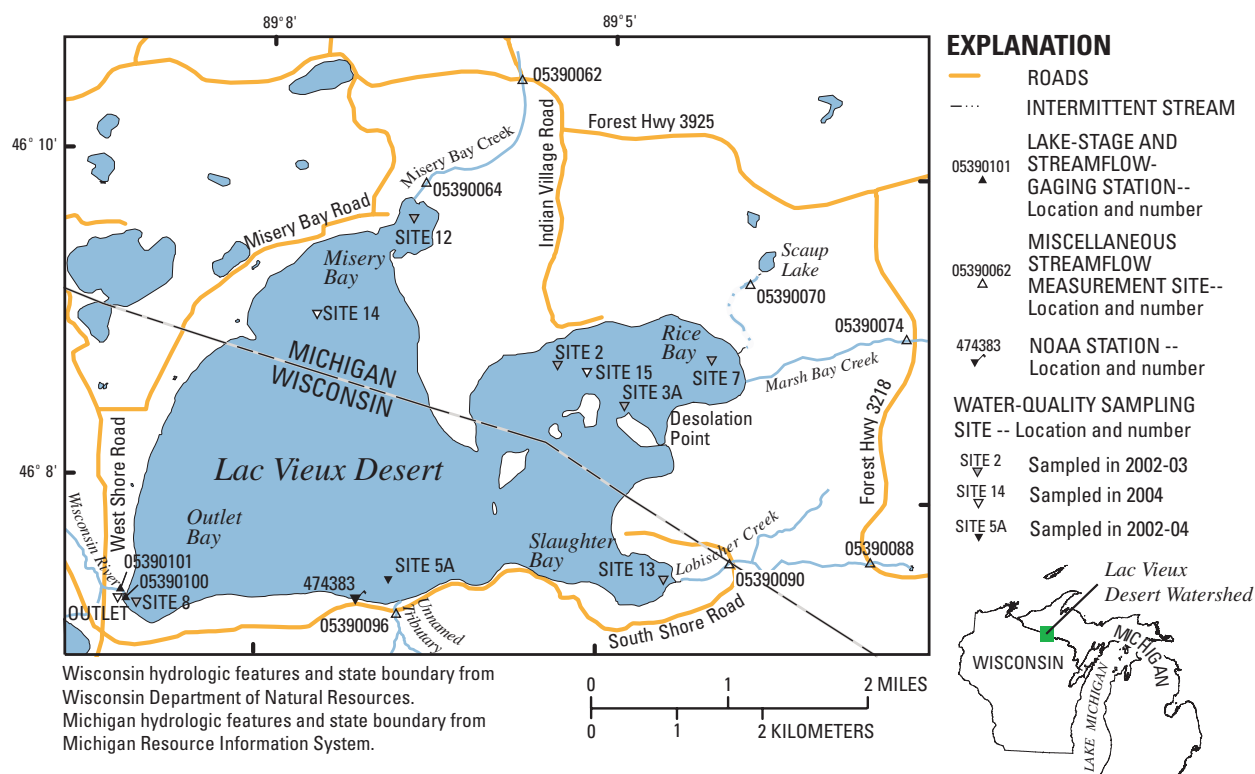 89°8'
89°5'
46° 10'
46° 8'
05390062
Forest Hwy 3925
Misery Bay Creek
05390064
Indian Village Road
Misery Bay Road
SITE 12
Misery
Bay
Scaup
Lake
05390070
SITE 14
05390074
MICHIGAN
WISCONSIN
Rice
Bay
SITE 2
SITE 15
SITE 7
SITE 3A
Marsh Bay Creek
Desolation
Point
Forest Hwy 3218
West Shore Road
Lac Vieux Desert
Outlet
Bay
Wisconsin River
05390101
05390100
OUTLET
SITE 8
SITE 5A
474383
05390096
Unnamed
Tributary
Slaughter
Bay
SITE 13
Lobischer Creek
05390088
05390090
South Shore Road
Wisconsin hydrologic features and state boundary from
Wisconsin Department of Natural Resources.
Michigan hydrologic features and state boundary from
Michigan Resource Information System.
0 1 2 MILES
0 1 2 KILOMETERS
EXPLANATION
ROADS
INTERMITTENT STREAM
05390101
LAKE-STAGE AND
STREAMFLOW-
GAGING STATION--
Location and number
05390062
MISCELLANEOUS
STREAMFLOW
MEASUREMENT SITE--
Location and number
474383
NOAA STATION --
Location and number
WATER-QUALITY SAMPLING
SITE -- Location and number
SITE 2
Sampled in 2002-03
SITE 14
Sampled in 2004
SITE 5A
Sampled in 2002-04
Lac Vieux
Desert Watershed
WISCONSIN
MICHIGAN
LAKE MICHIGAN